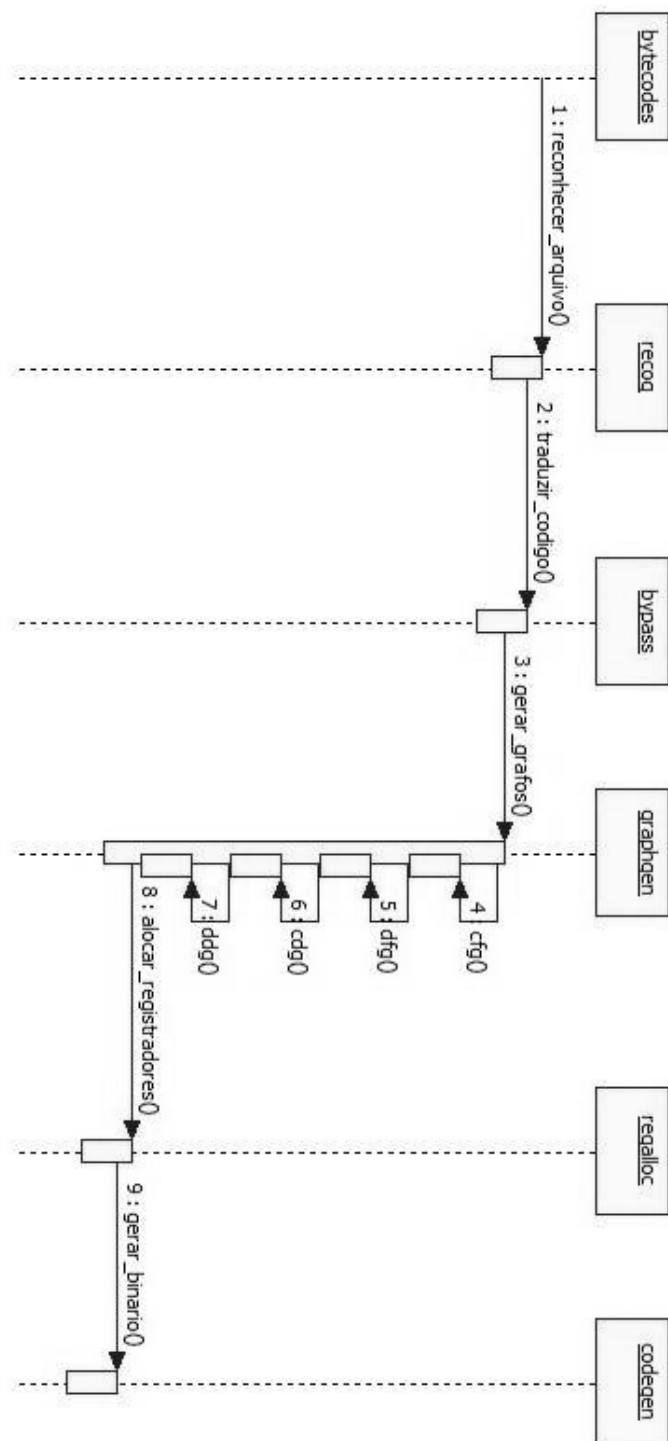 bytecodes
recog
bypass
graphgen
regalloc
codegen
1 : reconhecer_arquivo()
2 : traduzir_codigo()
3 : gerar_grafos()
4 : cfg()
5 : dfg()
6 : cdg()
7 : ddg()
8 : alocar_registradores()
9 : gerar_binario()